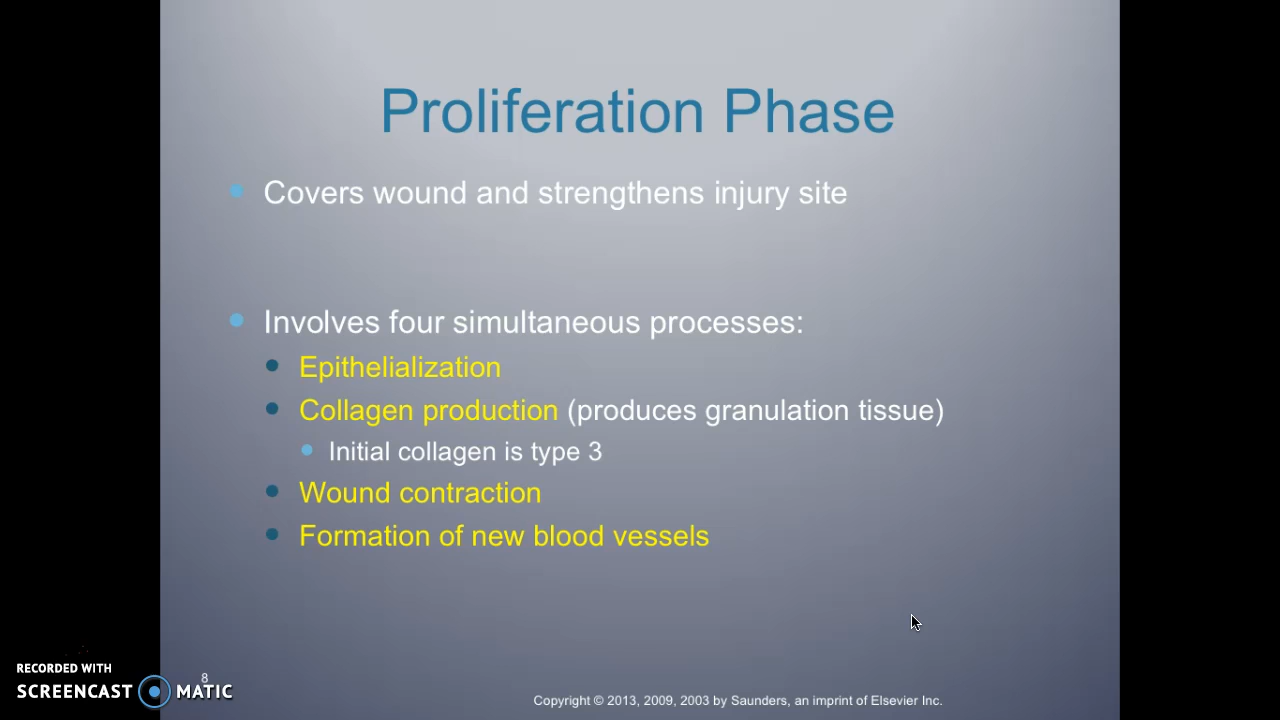 Proliferation Phase
Covers wound and strengthens injury site
Involves four simultaneous processes:
Epithelialization
Collagen production (produces granulation tissue)
Initial collagen is type 3
Wound contraction
Formation of new blood vessels
RECORDED WITH
SCREENCAST MATIC
8
Copyright © 2013, 2009, 2003 by Saunders, an imprint of Elsevier Inc.